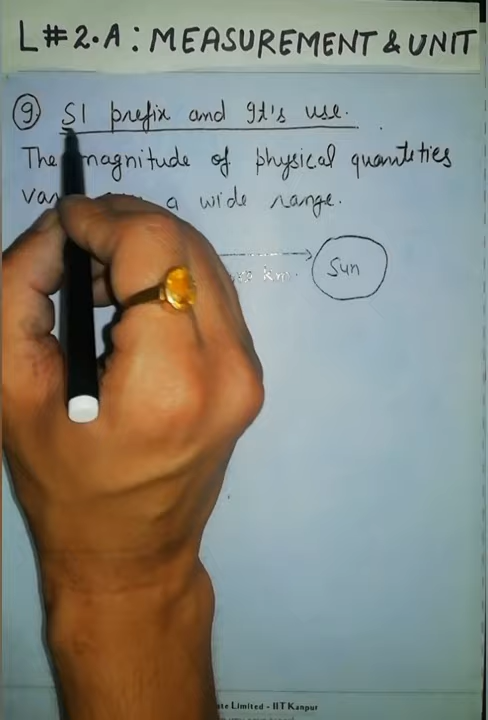 L#2.A: MEASUREMENT & UNIT
⑨ SI prefix and It's use.
The magnitude of physical quantities
a wide range.
km. Sun
Limited - IIT Kanpur